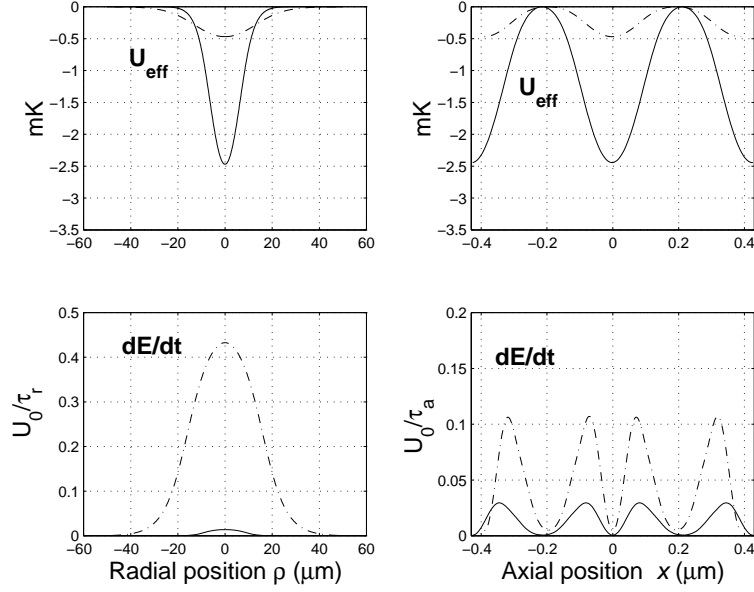 0
−0.5
−1
−1.5
−2
−2.5
−3
−3.5
mK
U_eff
−60 −40 −20 0 20 40 60
0
−0.5
−1
−1.5
−2
−2.5
−3
−3.5
mK
U_eff
−0.4 −0.2 0 0.2 0.4
0.5
0.4
0.3
0.2
0.1
0
U_0/τ_r
dE/dt
−60 −40 −20 0 20 40 60
Radial position ρ (μm)
0.2
0.15
0.1
0.05
0
U_0/τ_a
dE/dt
−0.4 −0.2 0 0.2 0.4
Axial position x (μm)